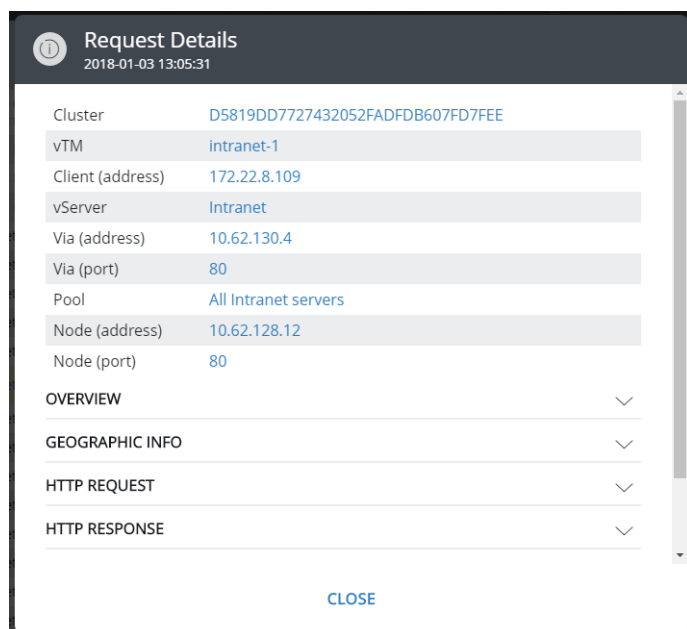 Request Details
2018-01-03 13:05:31
Cluster D5819DD7727432052FADFDB607FD7FEE
vTM intranet-1
Client (address) 172.22.8.109
vServer Intranet
Via (address) 10.62.130.4
Via (port) 80
Pool All Intranet servers
Node (address) 10.62.128.12
Node (port) 80
OVERVIEW
GEOGRAPHIC INFO
HTTP REQUEST
HTTP RESPONSE
CLOSE